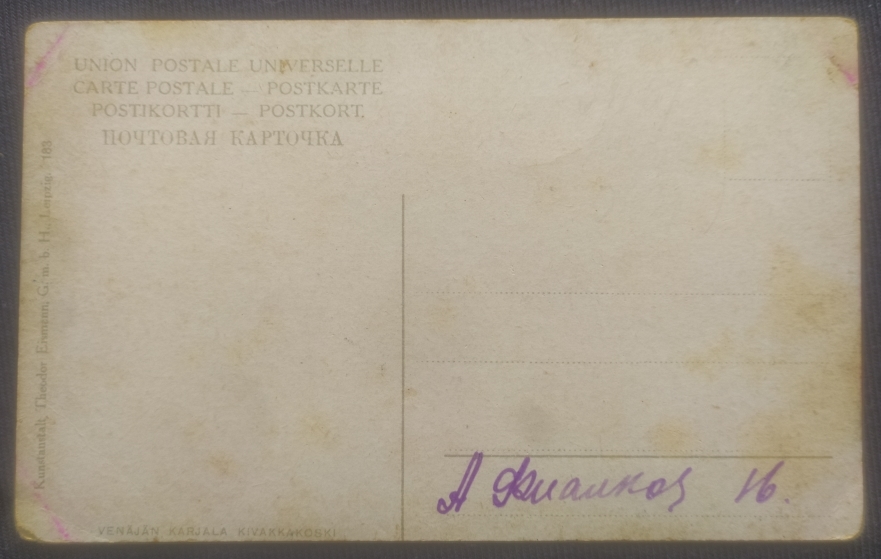 UNION POSTALE UNIVERSELLE
CARTE POSTALE — POSTKARTE
POSTIKORTTI — POSTKORT.
ПОЧТОВАЯ КАРТОЧКА
Kunstanstalt Theodor Eismann, G. m. b. H., Leipzig. 183
VENÄJÄN KARJALA KIVAKKAKOSKI
А Фиалков 16.